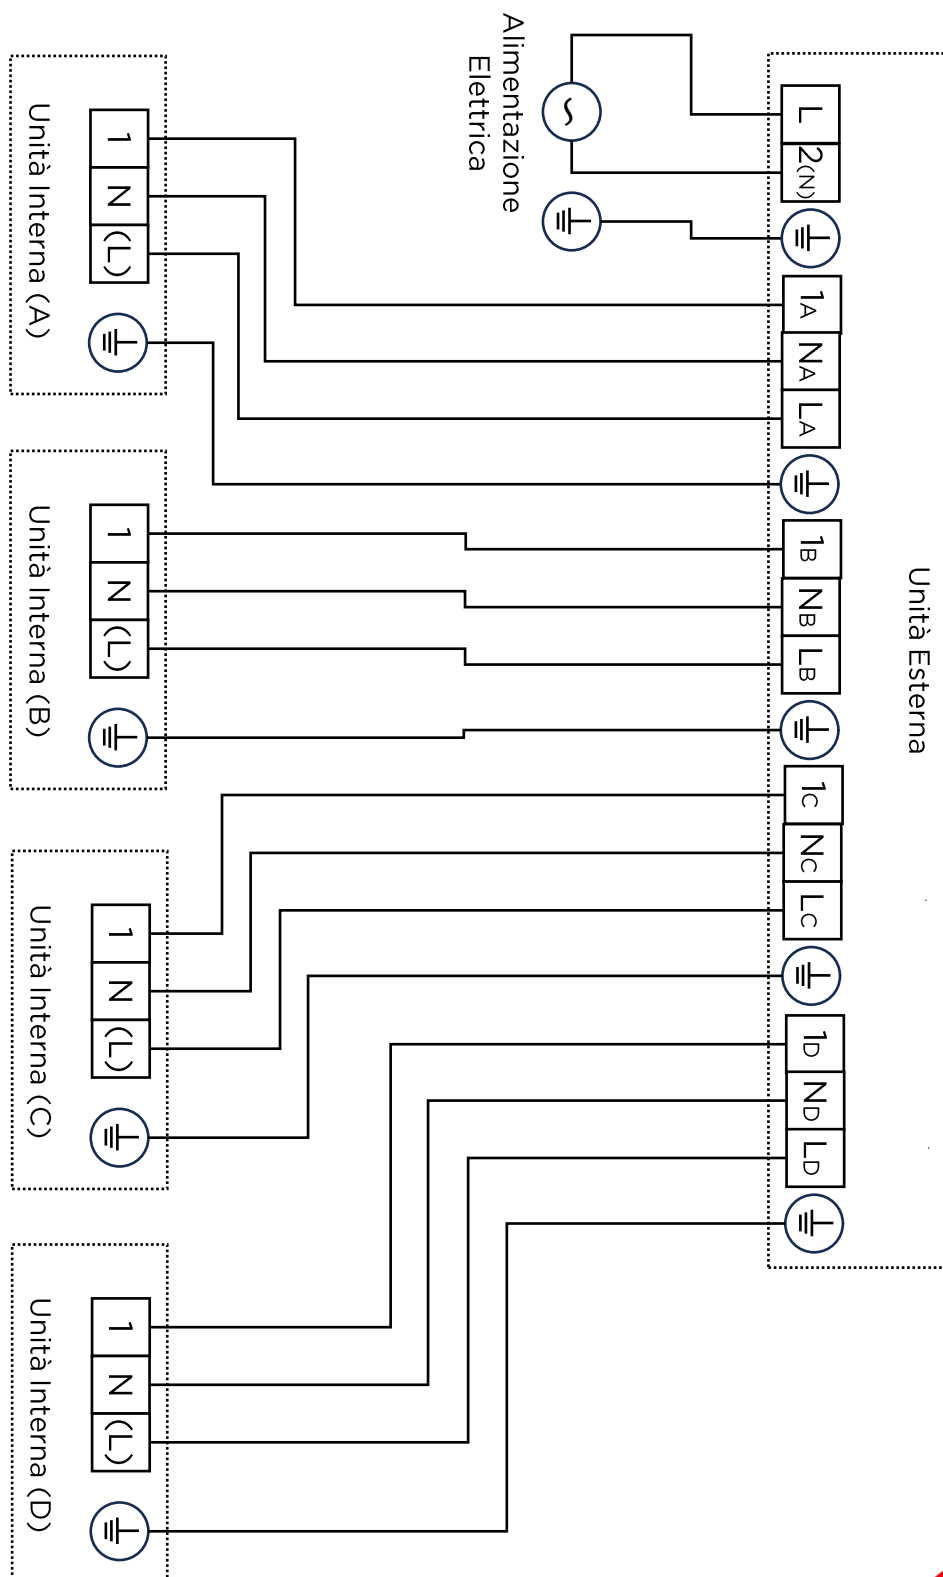 Unità Esterna
L
2(N)
1A
NA
LA
1B
NB
LB
1C
NC
LC
1D
ND
LD
Alimentazione
Elettrica
~
1
N
(L)
Unità Interna (A)
1
N
(L)
Unità Interna (B)
1
N
(L)
Unità Interna (C)
1
N
(L)
Unità Interna (D)